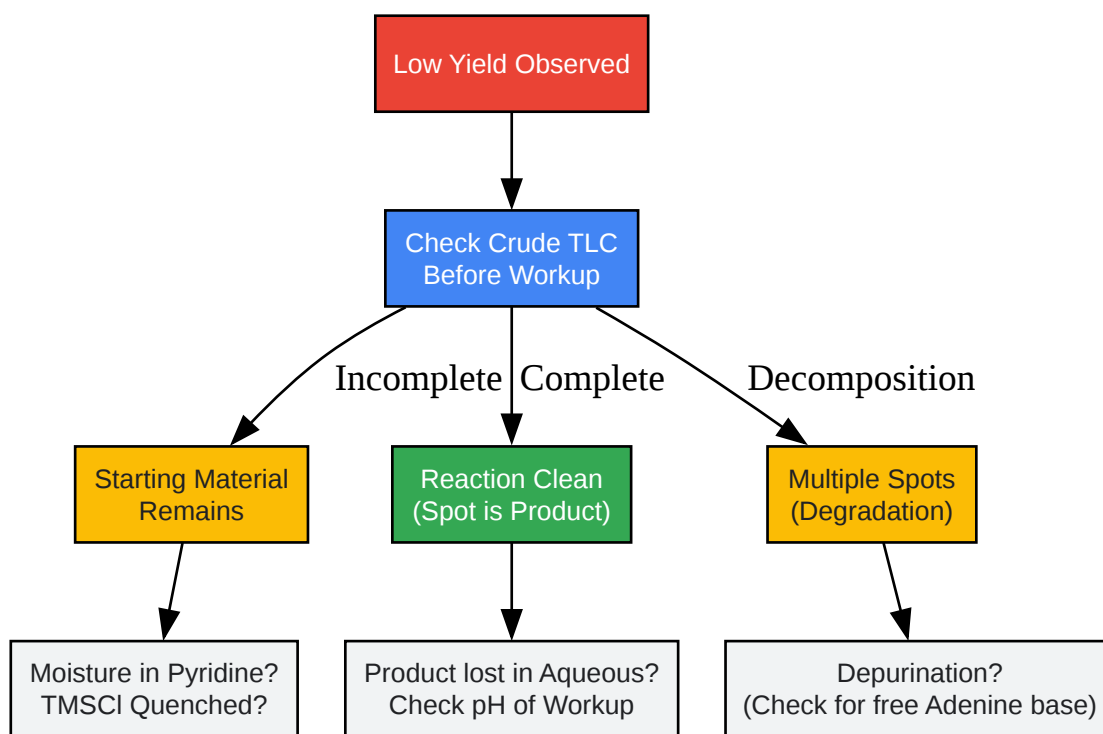 Low Yield Observed
Check Crude TLC
Before Workup
Incomplete
Complete
Decomposition
Starting Material
Remains
Reaction Clean
(Spot is Product)
Multiple Spots
(Degradation)
Moisture in Pyridine?
TMSCl Quenched?
Product lost in Aqueous?
Check pH of Workup
Depurination?
(Check for free Adenine base)